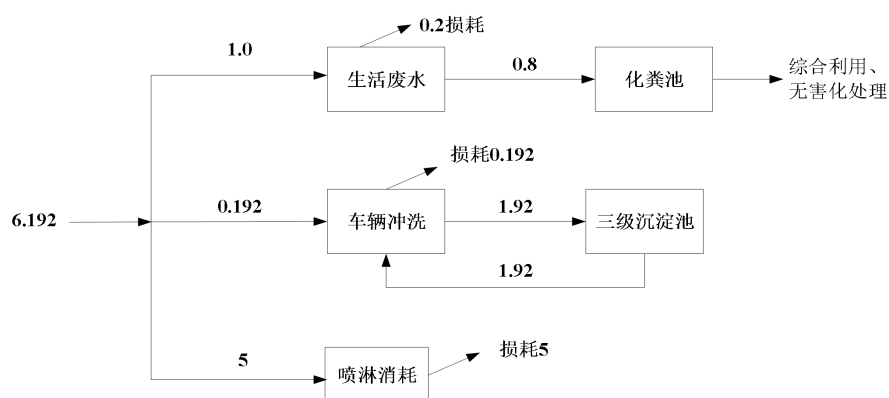 0.2损耗
1.0
生活废水
0.8
化粪池
综合利用、
无害化处理
损耗0.192
6.192
0.192
车辆冲洗
1.92
三级沉淀池
1.92
5
喷淋消耗
损耗5